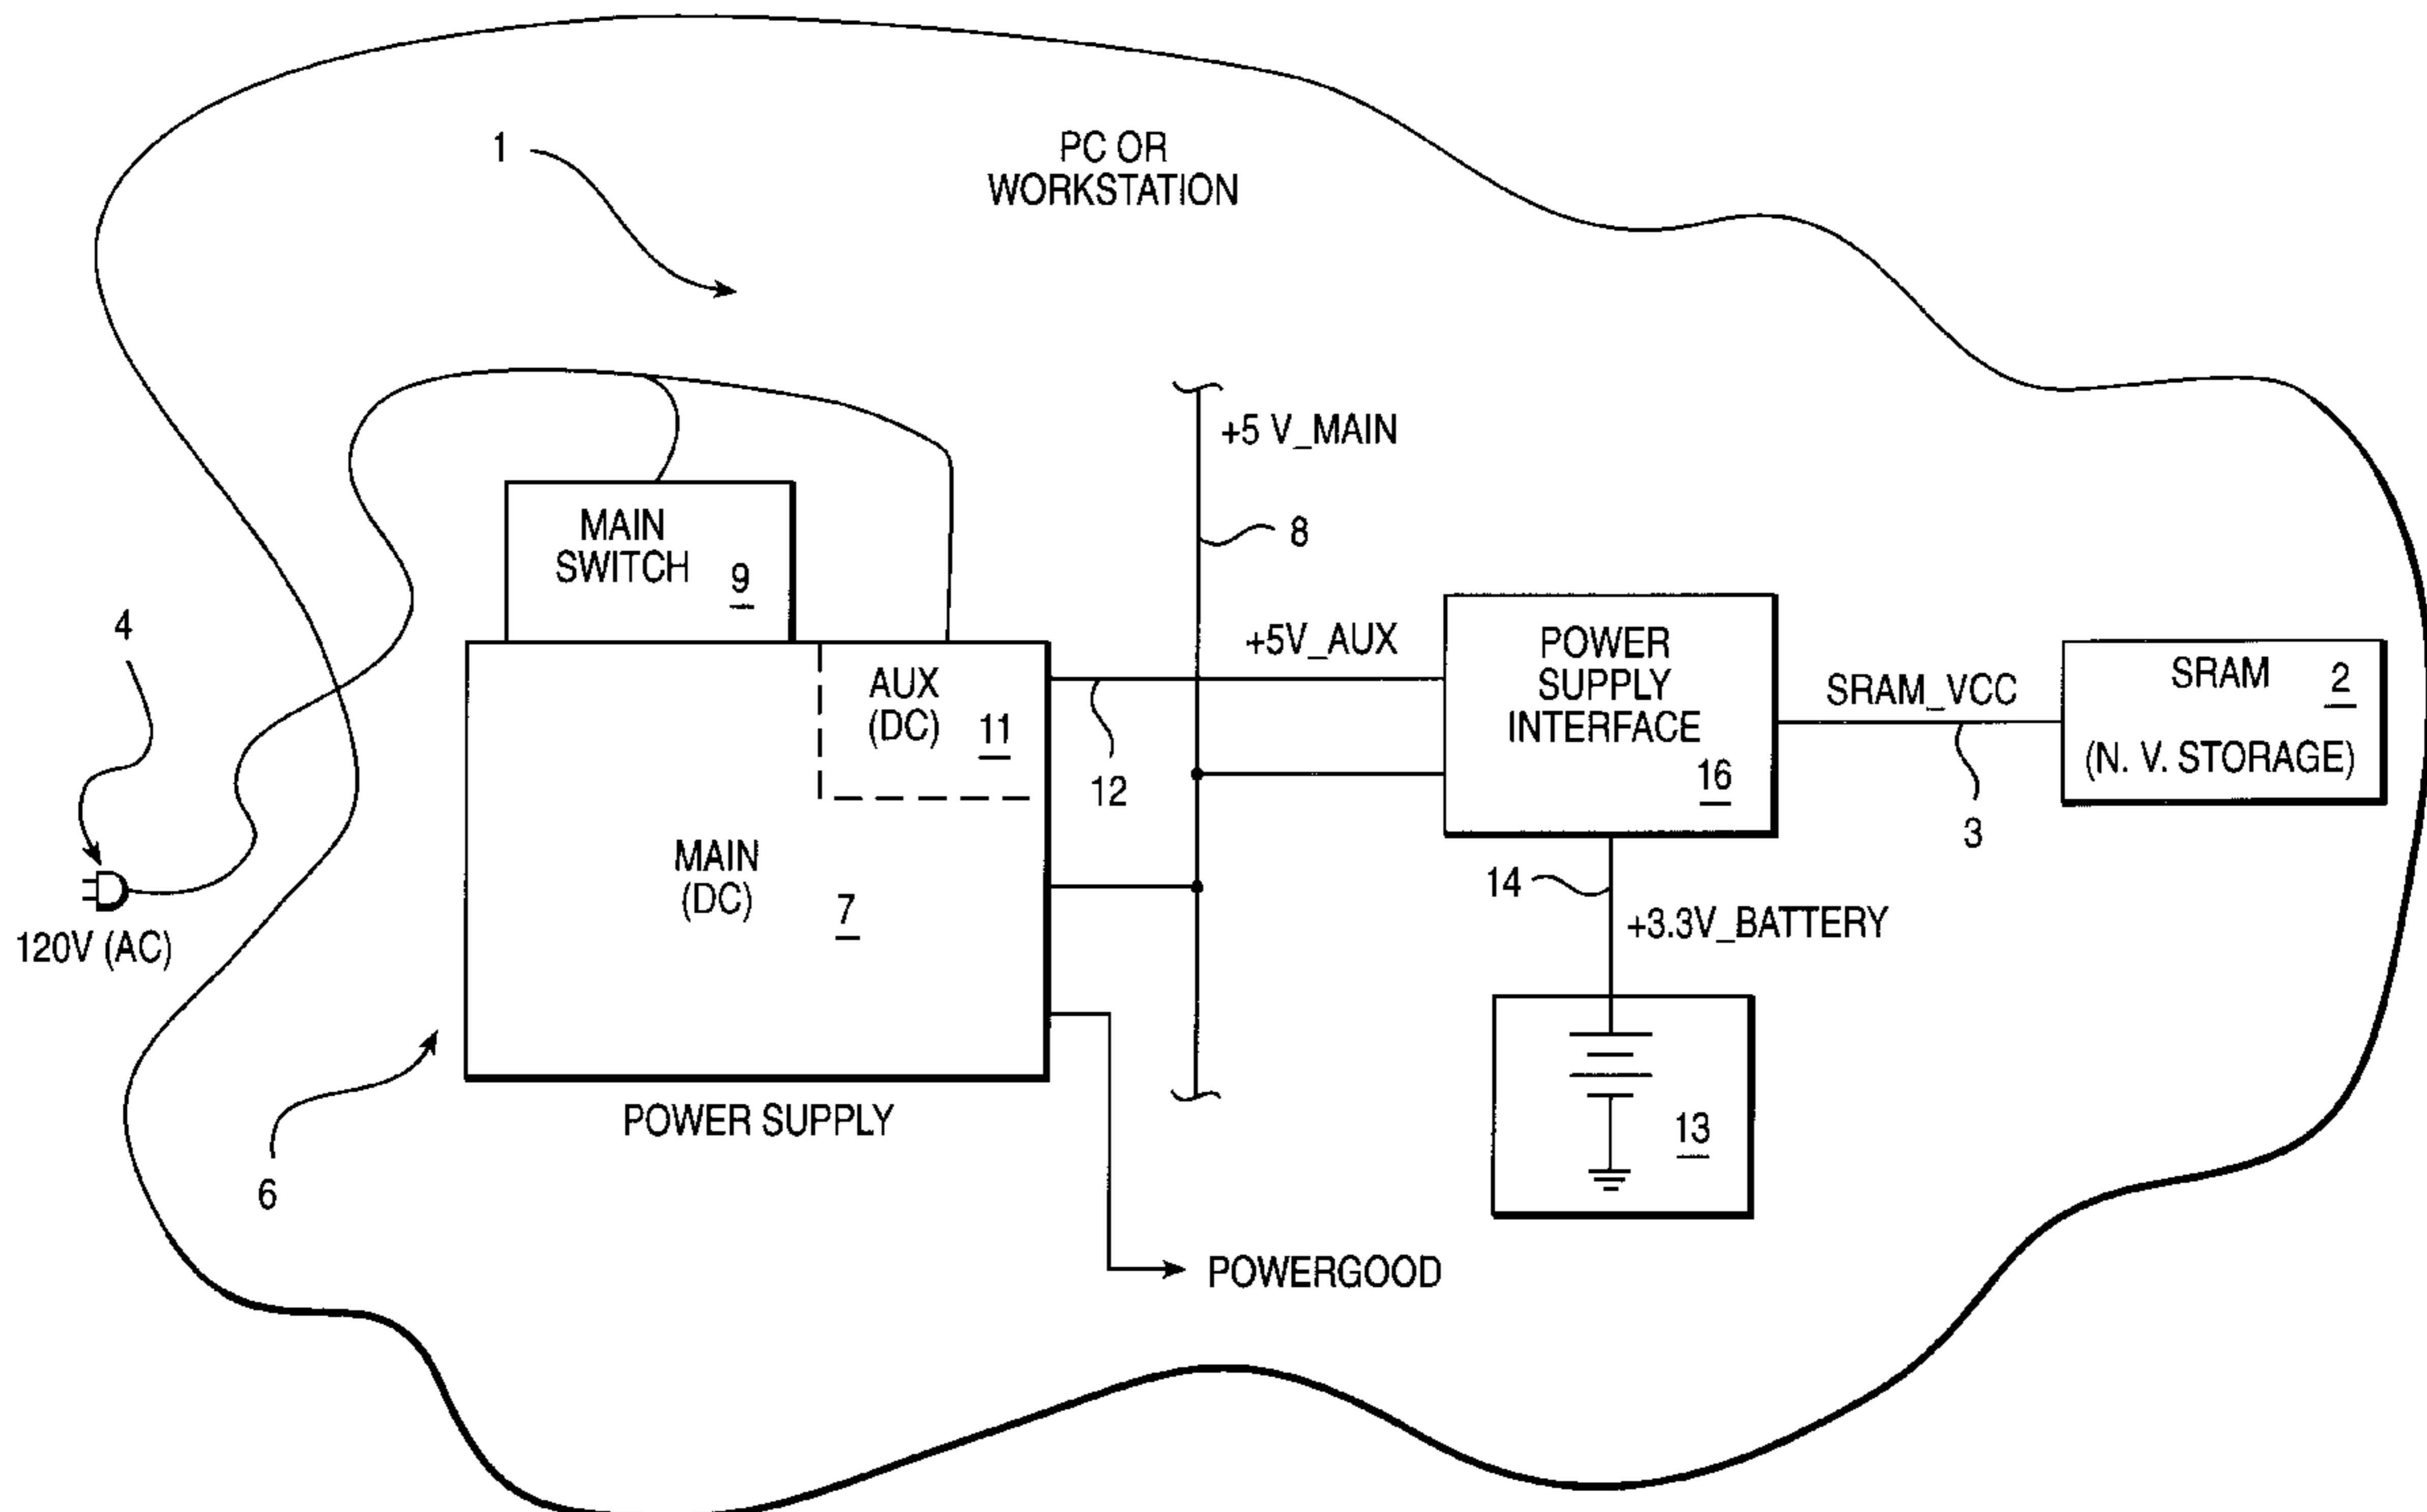 1
PC OR
WORKSTATION
+5 V_MAIN
8
MAIN
SWITCH
9
4
+5V_AUX
POWER
SUPPLY
INTERFACE
16
AUX
(DC)
11
12
SRAM_VCC
3
SRAM
2
(N. V. STORAGE)
MAIN
(DC)
7
14
+3.3V_BATTERY
120V (AC)
13
POWER SUPPLY
6
POWERGOOD